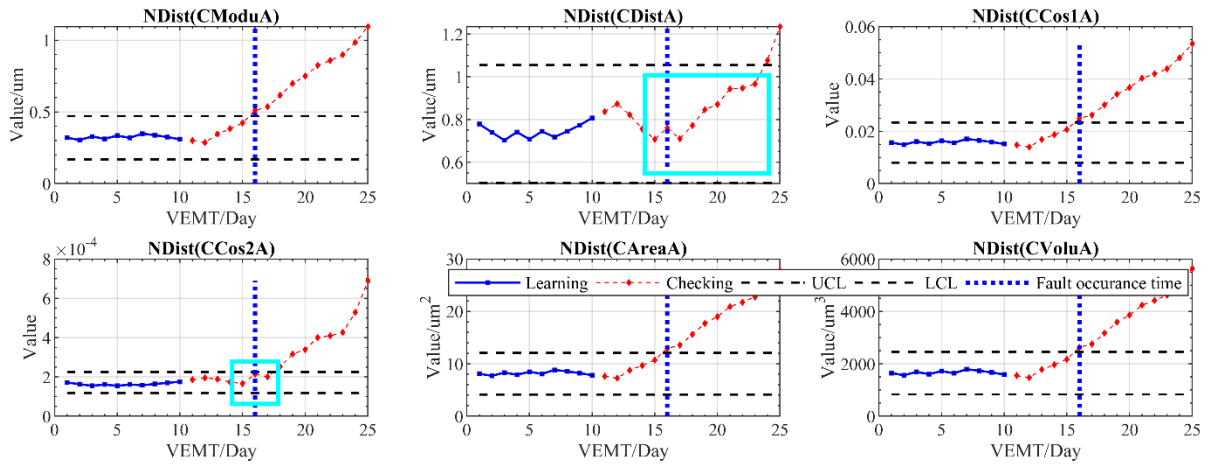 NDist(CModuA)
1
0.5
0
Value/um
0 5 10 15 20 25
VEMT/Day
NDist(CDistA)
1.2
1
0.8
0.6
Value/um
0 5 10 15 20 25
VEMT/Day
NDist(CCos1A)
0.06
0.04
0.02
0
Value
0 5 10 15 20 25
VEMT/Day
NDist(CCos2A)
×10⁻⁴
8
6
4
2
0
Value
0 5 10 15 20 25
VEMT/Day
NDist(CAreaA)
30
20
10
0
Value/um²
0 5 10 15 20 25
VEMT/Day
NDist(CVoluA)
6000
4000
2000
0
Value/um³
0 5 10 15 20 25
VEMT/Day
Learning Checking UCL LCL Fault occurance time